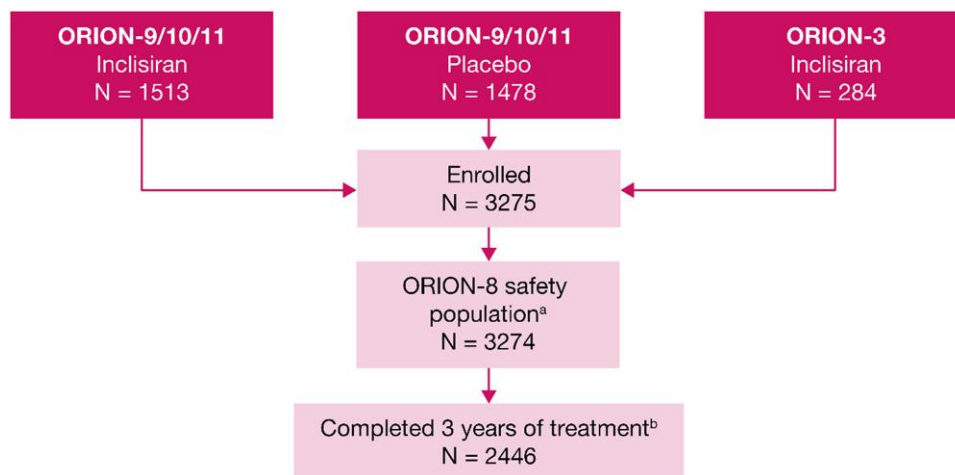 ORION-9/10/11
Inclisiran
N = 1513
ORION-9/10/11
Placebo
N = 1478
ORION-3
Inclisiran
N = 284
Enrolled
N = 3275
ORION-8 safety
populationᵃ
N = 3274
Completed 3 years of treatmentᵇ
N = 2446